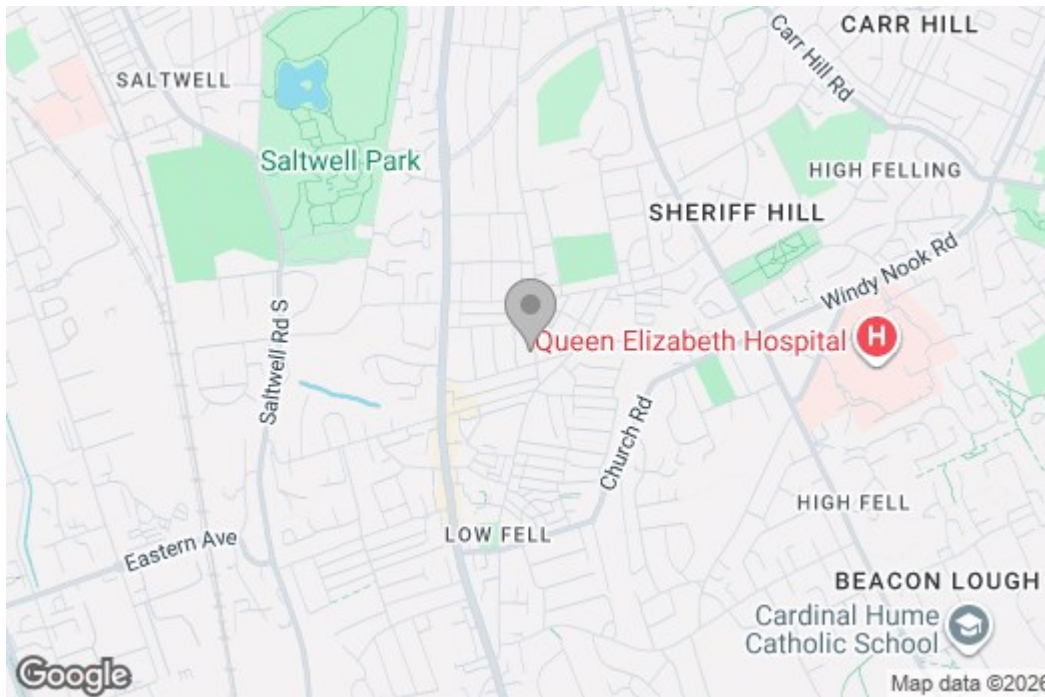 CARR HILL
SALTWELL
Carr Hill Rd
Saltwell Park
HIGH FELLING
SHERIFF HILL
Windy Nook Rd
Queen Elizabeth Hospital
H
Saltwell Rd S
Church Rd
HIGH FELL
LOW FELL
Eastern Ave
BEACON LOUGH
Cardinal Hume
Catholic School
Google
Map data ©2026